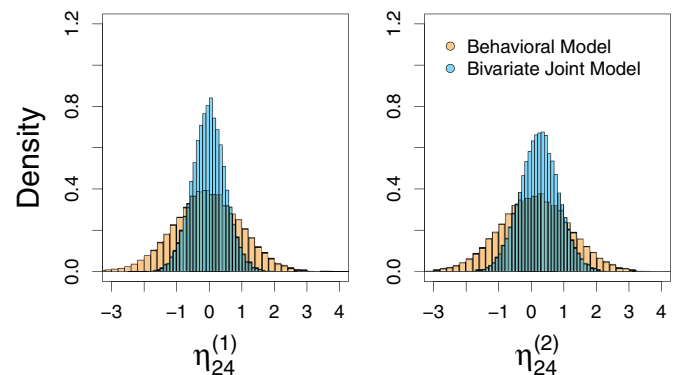 Density
1.2
0.8
0.4
0.0
−3 −1 0 1 2 3 4
η24(1)
1.2
0.8
0.4
0.0
Behavioral Model
Bivariate Joint Model
−3 −1 0 1 2 3 4
η24(2)